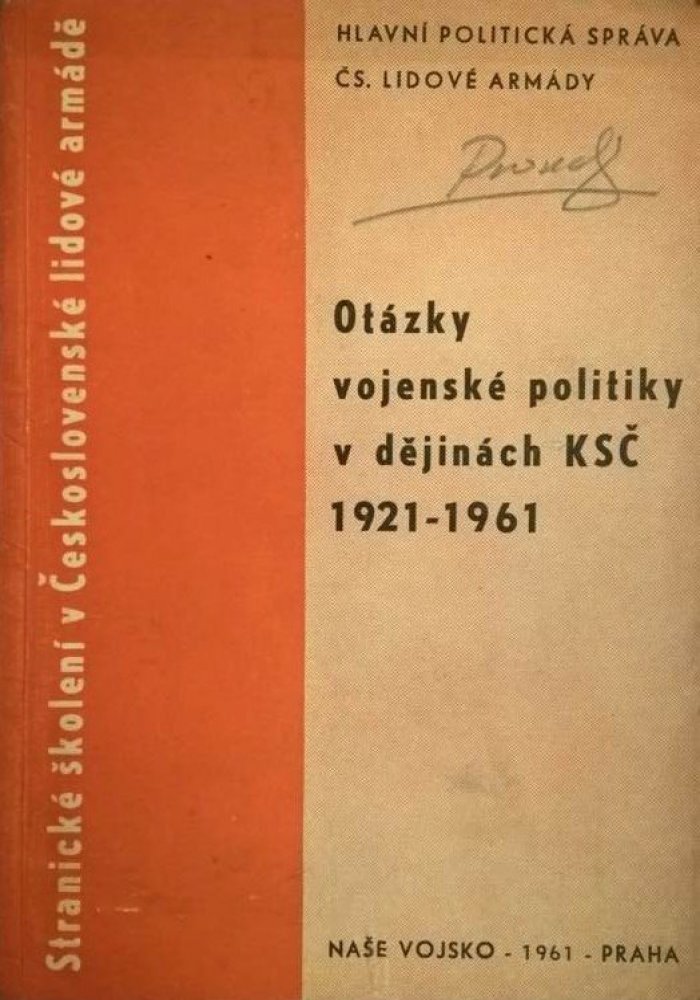 Stranické školení v Československé lidové armádě
HLAVNÍ POLITICKÁ SPRÁVA
ČS. LIDOVÉ ARMÁDY
Otázky
vojenské politiky
v dějinách KSČ
1921-1961
NAŠE VOJSKO - 1961 - PRAHA